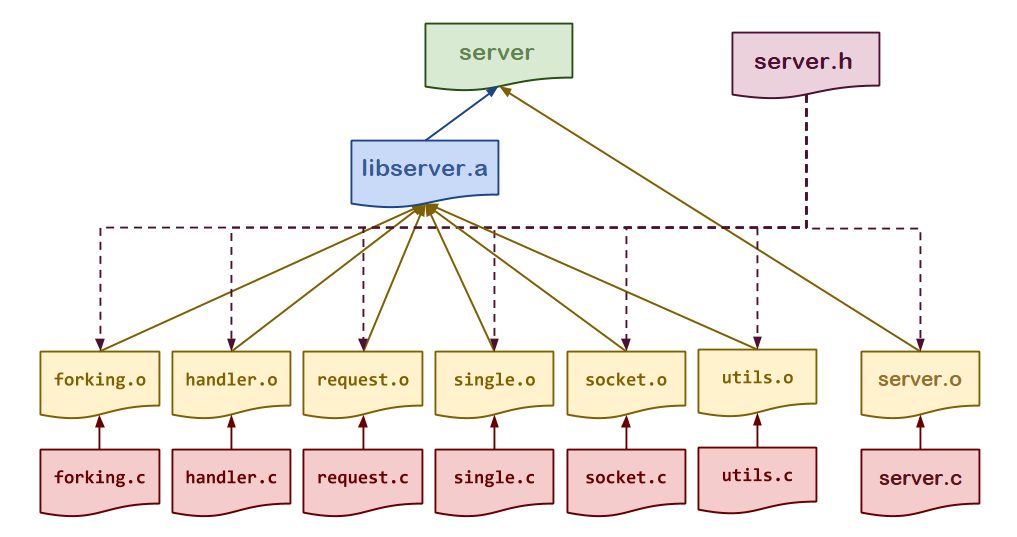 server
server.h
libserver.a
forking.o
handler.o
request.o
single.o
socket.o
utils.o
server.o
forking.c
handler.c
request.c
single.c
socket.c
utils.c
server.c